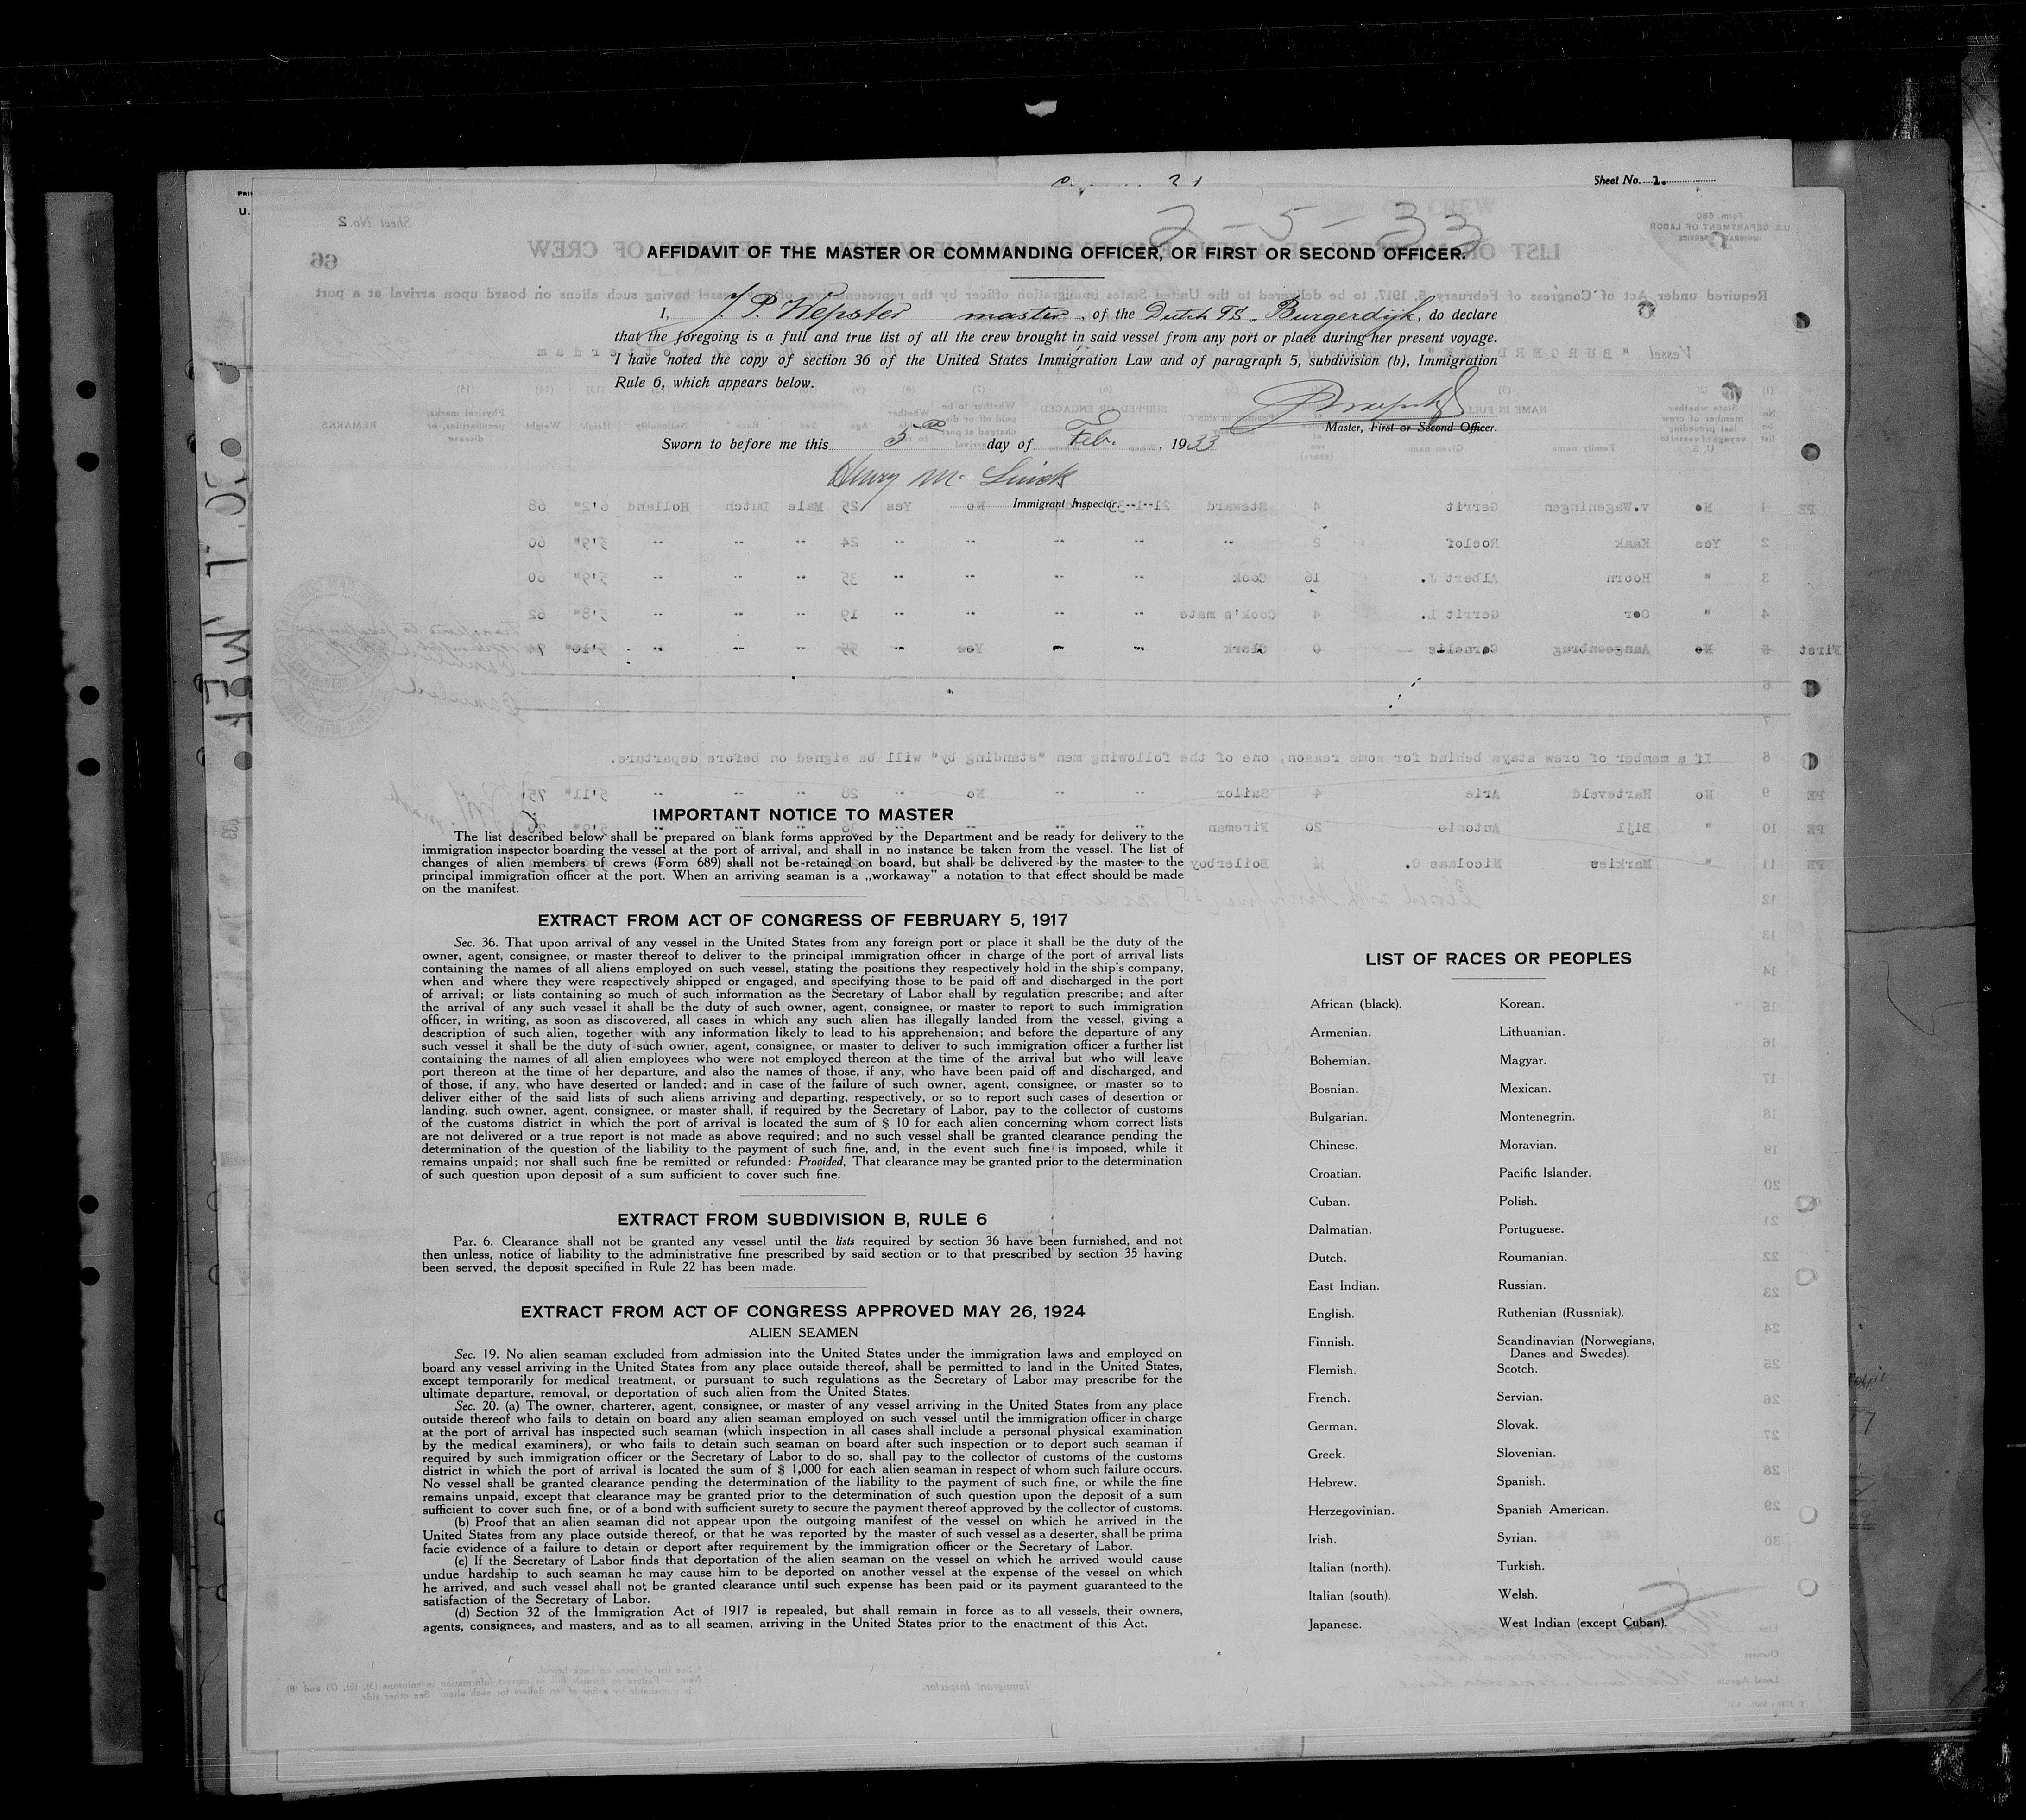 Sheet No. 1.
2-5-33
AFFIDAVIT OF THE MASTER OR COMMANDING OFFICER, OR FIRST OR SECOND OFFICER.
I, J. P. Wepster master, of the Dutch TS. Burgerdijk, do declare
that the foregoing is a full and true list of all the crew brought in said vessel from any port or place during her present voyage.
I have noted the copy of section 36 of the United States Immigration Law and of paragraph 5, subdivision (b), Immigration
Rule 6, which appears below.
Master, First or Second Officer.
Sworn to before me this 5 day of Feb., 1933
Henry M.
Immigrant Inspector.
IMPORTANT NOTICE TO MASTER
The list described below shall be prepared on blank forms approved by the Department and be ready for delivery to the
immigration inspector boarding the vessel at the port of arrival, and shall in no instance be taken from the vessel. The list of
changes of alien members of crews (Form 689) shall not be retained on board, but shall be delivered by the master to the
principal immigration officer at the port. When an arriving seaman is a „workaway” a notation to that effect should be made
on the manifest.
EXTRACT FROM ACT OF CONGRESS OF FEBRUARY 5, 1917
Sec. 36. That upon arrival of any vessel in the United States from any foreign port or place it shall be the duty of the
owner, agent, consignee, or master thereof to deliver to the principal immigration officer in charge of the port of arrival lists
containing the names of all aliens employed on such vessel, stating the positions they respectively hold in the ship's company,
when and where they were respectively shipped or engaged, and specifying those to be paid off and discharged in the port
of arrival; or lists containing so much of such information as the Secretary of Labor shall by regulation prescribe; and after
the arrival of any such vessel it shall be the duty of such owner, agent, consignee, or master to report to such immigration
officer, in writing, as soon as discovered, all cases in which any such alien has illegally landed from the vessel, giving a
description of such alien, together with any information likely to lead to his apprehension; and before the departure of any
such vessel it shall be the duty of such owner, agent, consignee, or master to deliver to such immigration officer a further list
containing the names of all alien employees who were not employed thereon at the time of the arrival but who will leave
port thereon at the time of her departure, and also the names of those, if any, who have been paid off and discharged, and
of those, if any, who have deserted or landed; and in case of the failure of such owner, agent, consignee, or master so to
deliver either of the said lists of such aliens arriving and departing, respectively, or so to report such cases of desertion or
landing, such owner, agent, consignee, or master shall, if required by the Secretary of Labor, pay to the collector of customs
of the customs district in which the port of arrival is located the sum of $ 10 for each alien concerning whom correct lists
are not delivered or a true report is not made as above required; and no such vessel shall be granted clearance pending the
determination of the question of the liability to the payment of such fine, and, in the event such fine is imposed, while it
remains unpaid; nor shall such fine be remitted or refunded: Provided, That clearance may be granted prior to the determination
of such question upon deposit of a sum sufficient to cover such fine.
EXTRACT FROM SUBDIVISION B, RULE 6
Par. 6. Clearance shall not be granted any vessel until the lists required by section 36 have been furnished, and not
then unless, notice of liability to the administrative fine prescribed by said section or to that prescribed by section 35 having
been served, the deposit specified in Rule 22 has been made.
EXTRACT FROM ACT OF CONGRESS APPROVED MAY 26, 1924
ALIEN SEAMEN
Sec. 19. No alien seaman excluded from admission into the United States under the immigration laws and employed on
board any vessel arriving in the United States from any place outside thereof, shall be permitted to land in the United States,
except temporarily for medical treatment, or pursuant to such regulations as the Secretary of Labor may prescribe for the
ultimate departure, removal, or deportation of such alien from the United States.
Sec. 20. (a) The owner, charterer, agent, consignee, or master of any vessel arriving in the United States from any place
outside thereof who fails to detain on board any alien seaman employed on such vessel until the immigration officer in charge
at the port of arrival has inspected such seaman (which inspection in all cases shall include a personal physical examination
by the medical examiners), or who fails to detain such seaman on board after such inspection or to deport such seaman if
required by such immigration officer or the Secretary of Labor to do so, shall pay to the collector of customs of the customs
district in which the port of arrival is located the sum of $ 1,000 for each alien seaman in respect of whom such failure occurs.
No vessel shall be granted clearance pending the determination of the liability to the payment of such fine, or while the fine
remains unpaid, except that clearance may be granted prior to the determination of such question upon the deposit of a sum
sufficient to cover such fine, or of a bond with sufficient surety to secure the payment thereof approved by the collector of customs.
(b) Proof that an alien seaman did not appear upon the outgoing manifest of the vessel on which he arrived in the
United States from any place outside thereof, or that he was reported by the master of such vessel as a deserter, shall be prima
facie evidence of a failure to detain or deport after requirement by the immigration officer or the Secretary of Labor.
(c) If the Secretary of Labor finds that deportation of the alien seaman on the vessel on which he arrived would cause
undue hardship to such seaman he may cause him to be deported on another vessel at the expense of the vessel on which
he arrived, and such vessel shall not be granted clearance until such expense has been paid or its payment guaranteed to the
satisfaction of the Secretary of Labor.
(d) Section 32 of the Immigration Act of 1917 is repealed, but shall remain in force as to all vessels, their owners,
agents, consignees, and masters, and as to all seamen, arriving in the United States prior to the enactment of this Act.
LIST OF RACES OR PEOPLES
African (black). Korean.
Armenian. Lithuanian.
Bohemian. Magyar.
Bosnian. Mexican.
Bulgarian. Montenegrin.
Chinese. Moravian.
Croatian. Pacific Islander.
Cuban. Polish.
Dalmatian. Portuguese.
Dutch. Roumanian.
East Indian. Russian.
English. Ruthenian (Russniak).
Finnish. Scandinavian (Norwegians,
Danes and Swedes).
Flemish. Scotch.
French. Servian.
German. Slovak.
Greek. Slovenian.
Hebrew. Spanish.
Herzegovinian. Spanish American.
Irish. Syrian.
Italian (north). Turkish.
Italian (south). Welsh.
Japanese. West Indian (except Cuban).